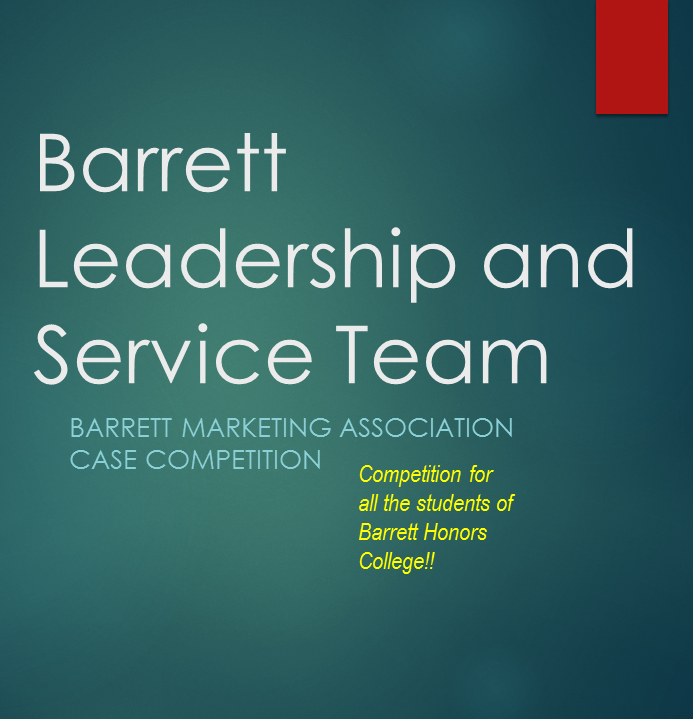 Barrett
Leadership and
Service Team
BARRETT MARKETING ASSOCIATION
CASE COMPETITION
Competition for
all the students of
Barrett Honors
College!!